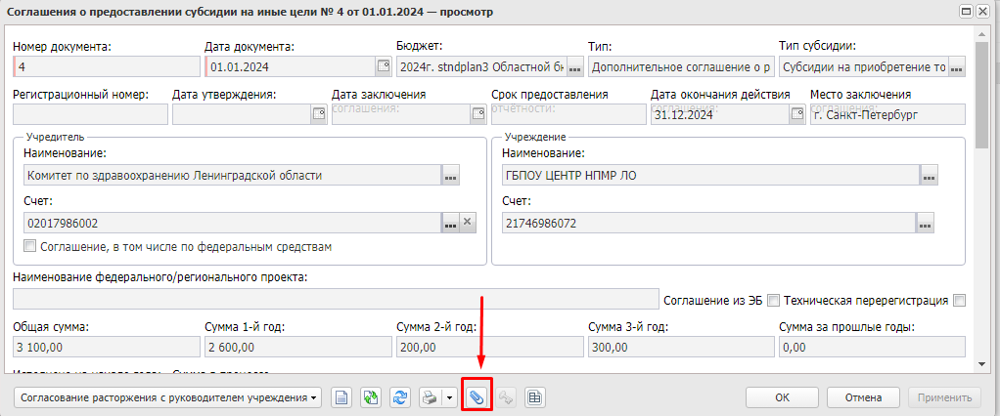 Соглашения о предоставлении субсидии на иные цели № 4 от 01.01.2024 — просмотр
Номер документа: Дата документа: Бюджет: Тип: Тип субсидии:
4 01.01.2024 2024г. stndplan3 Областной бю ... Дополнительное соглашение о р Субсидии на приобретение то ...
Регистрационный номер: Дата утверждения: Дата заключения соглашения: Срок предоставления отчётности: Дата окончания действия соглашения: Место заключения соглашения:
31.12.2024 г. Санкт-Петербург
Учредитель Учреждение
Наименование: Наименование:
Комитет по здравоохранению Ленинградской области ... ГБПОУ ЦЕНТР НПМР ЛО ...
Счет: Счет:
02017986002 ... 21746986072 ...
Соглашение, в том числе по федеральным средствам
Наименование федерального/регионального проекта:
Соглашение из ЭБ Техническая перерегистрация
Общая сумма: Сумма 1-й год: Сумма 2-й год: Сумма 3-й год: Сумма за прошлые годы:
3 100,00 2 600,00 200,00 300,00 0,00
Согласование расторжения с руководителем учреждения ОК Отмена Применить